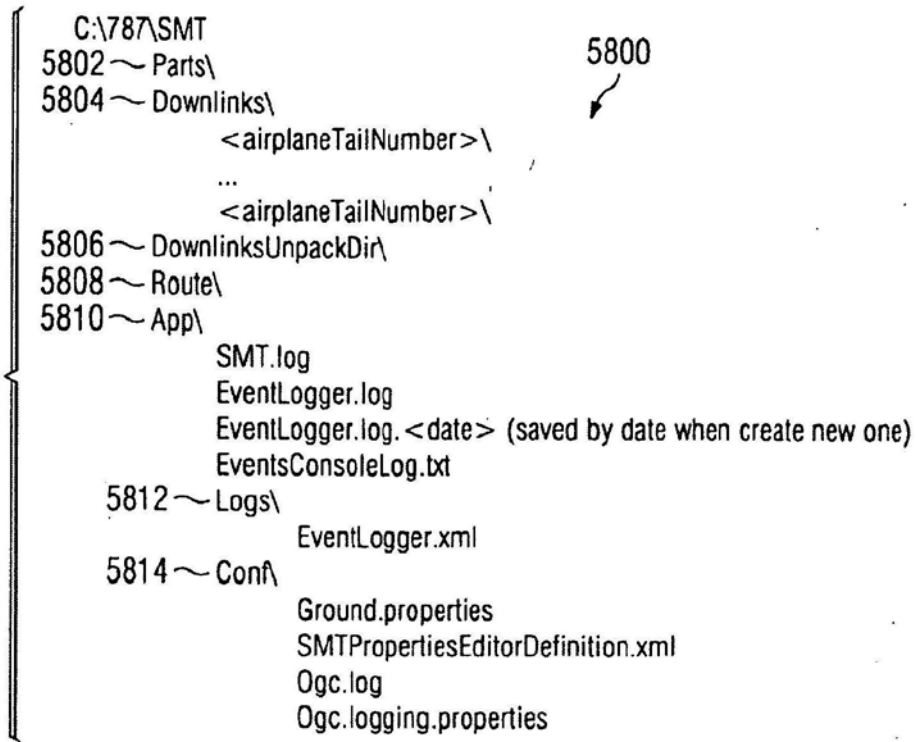 C:\787\SMT
5800
5802 ~ Parts\
5804 ~ Downlinks\
<airplaneTailNumber>\
...
<airplaneTailNumber>\
5806 ~ DownlinksUnpackDir\
5808 ~ Route\
5810 ~ App\
SMT.log
EventLogger.log
EventLogger.log.<date> (saved by date when create new one)
EventsConsoleLog.txt
5812 ~ Logs\
EventLogger.xml
5814 ~ Conf\
Ground.properties
SMTPropertiesEditorDefinition.xml
Ogc.log
Ogc.logging.properties